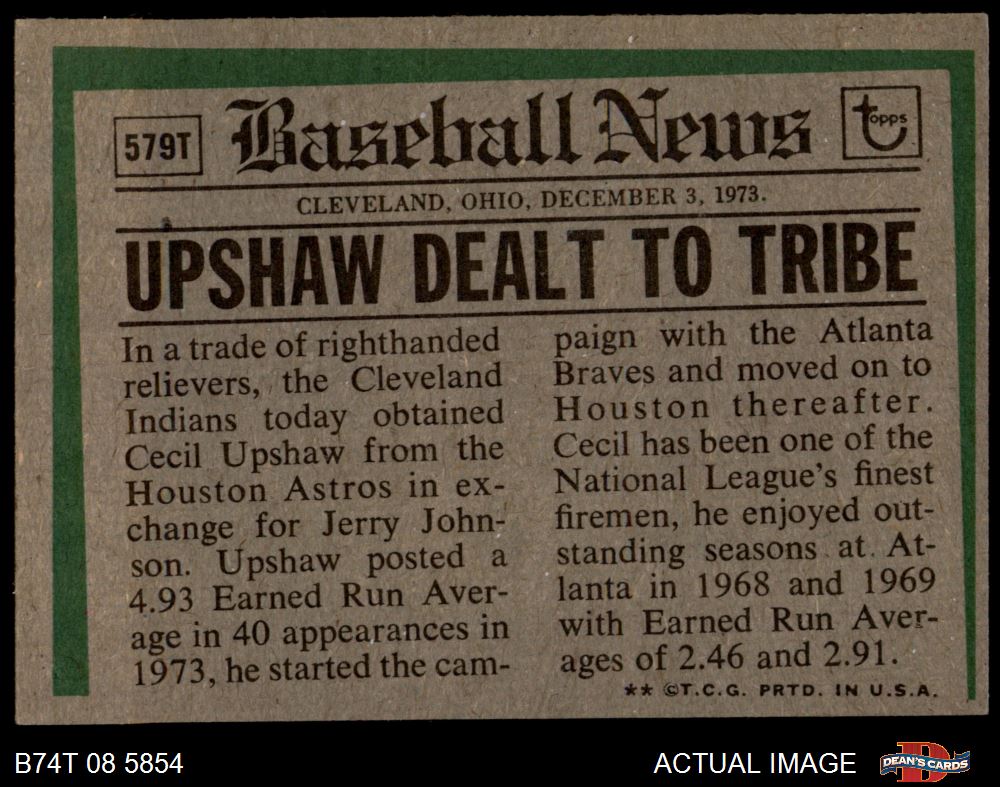 579T
Baseball News
Topps
CLEVELAND, OHIO, DECEMBER 3, 1973.
UPSHAW DEALT TO TRIBE
In a trade of righthanded
relievers, the Cleveland
Indians today obtained
Cecil Upshaw from the
Houston Astros in ex-
change for Jerry John-
son. Upshaw posted a
4.93 Earned Run Aver-
age in 40 appearances in
1973, he started the cam-
paign with the Atlanta
Braves and moved on to
Houston thereafter.
Cecil has been one of the
National League's finest
firemen, he enjoyed out-
standing seasons at At-
lanta in 1968 and 1969
with Earned Run Aver-
ages of 2.46 and 2.91.
** ©T.C.G. PRTD. IN U.S.A.
B74T 08 5854
ACTUAL IMAGE
DEAN'S CARDS